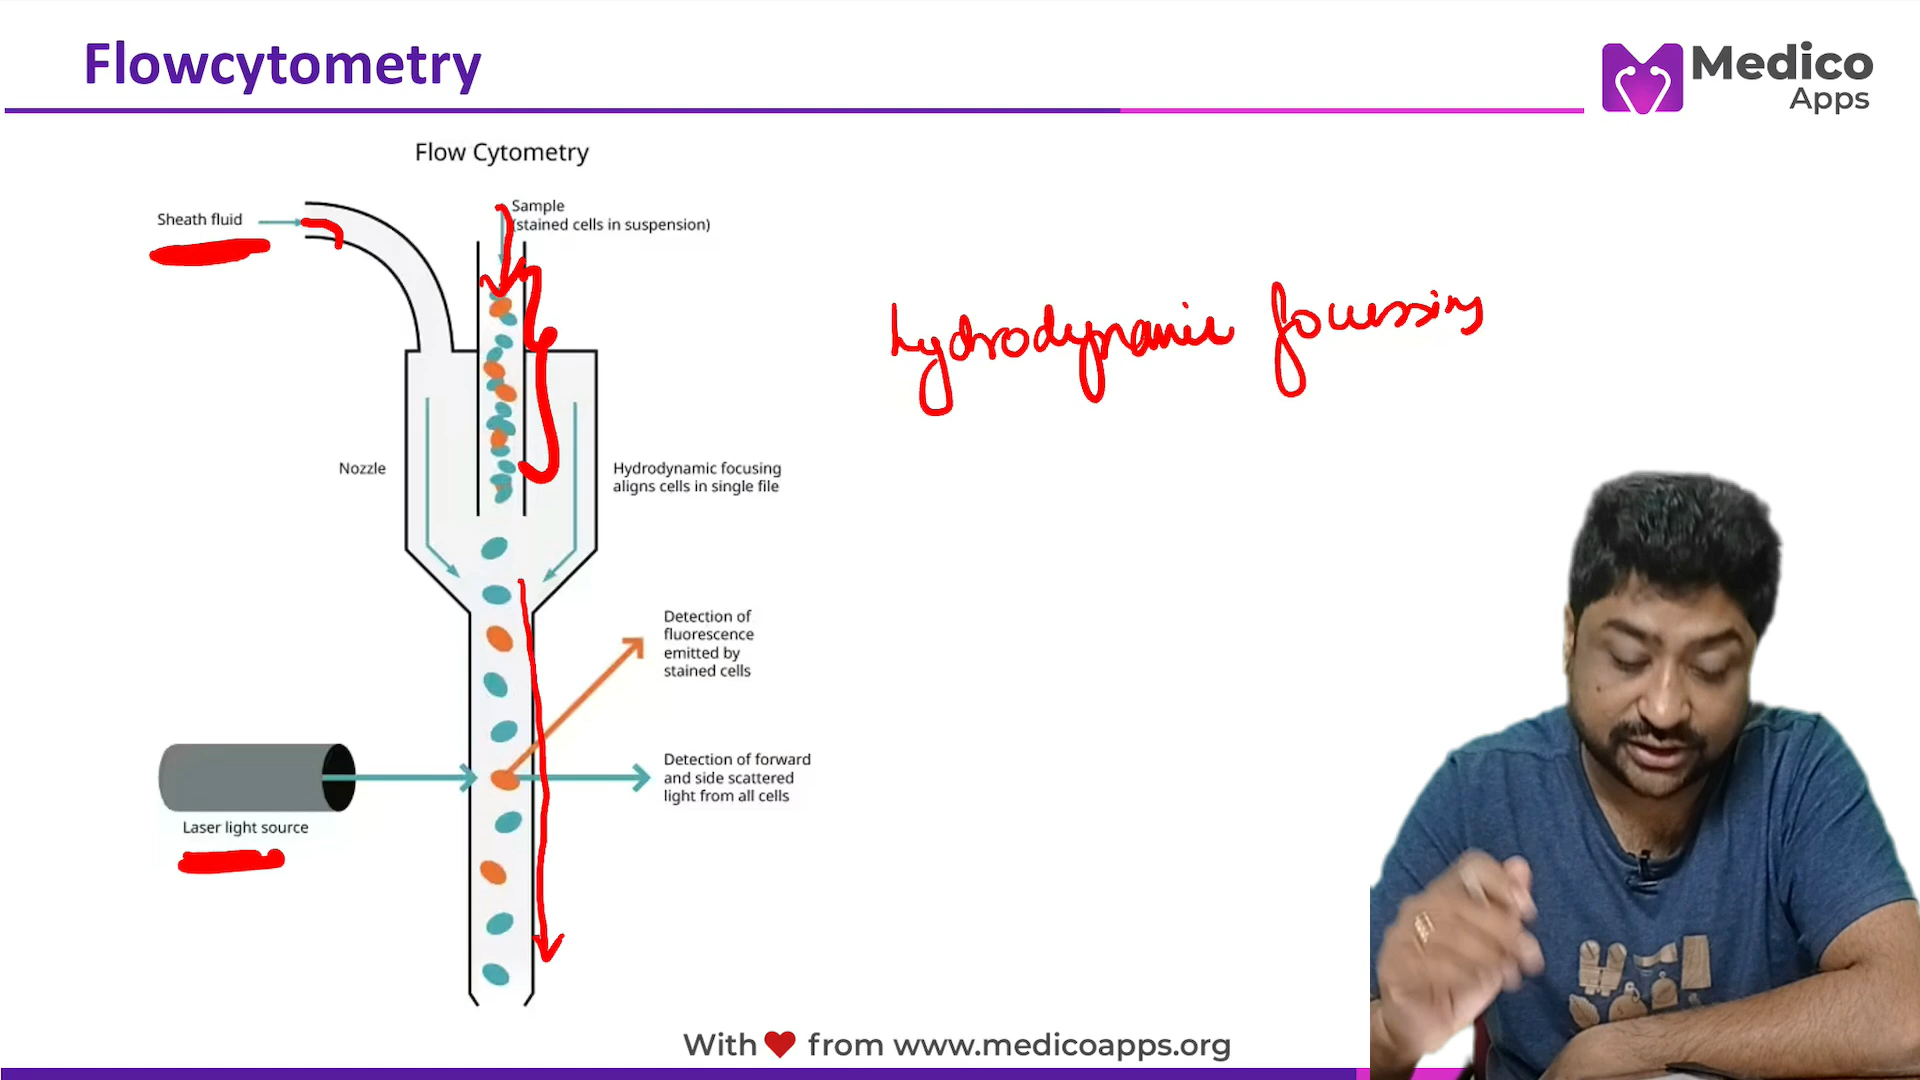 Flowcytometry
Medico
Apps
Flow Cytometry
Sheath fluid
Sample
(stained cells in suspension)
hydrodynamic focussing
Nozzle
Hydrodynamic focusing
aligns cells in single file
Detection of
fluorescence
emitted by
stained cells
Detection of forward
and side scattered
light from all cells
Laser light source
With from www.medicoapps.org